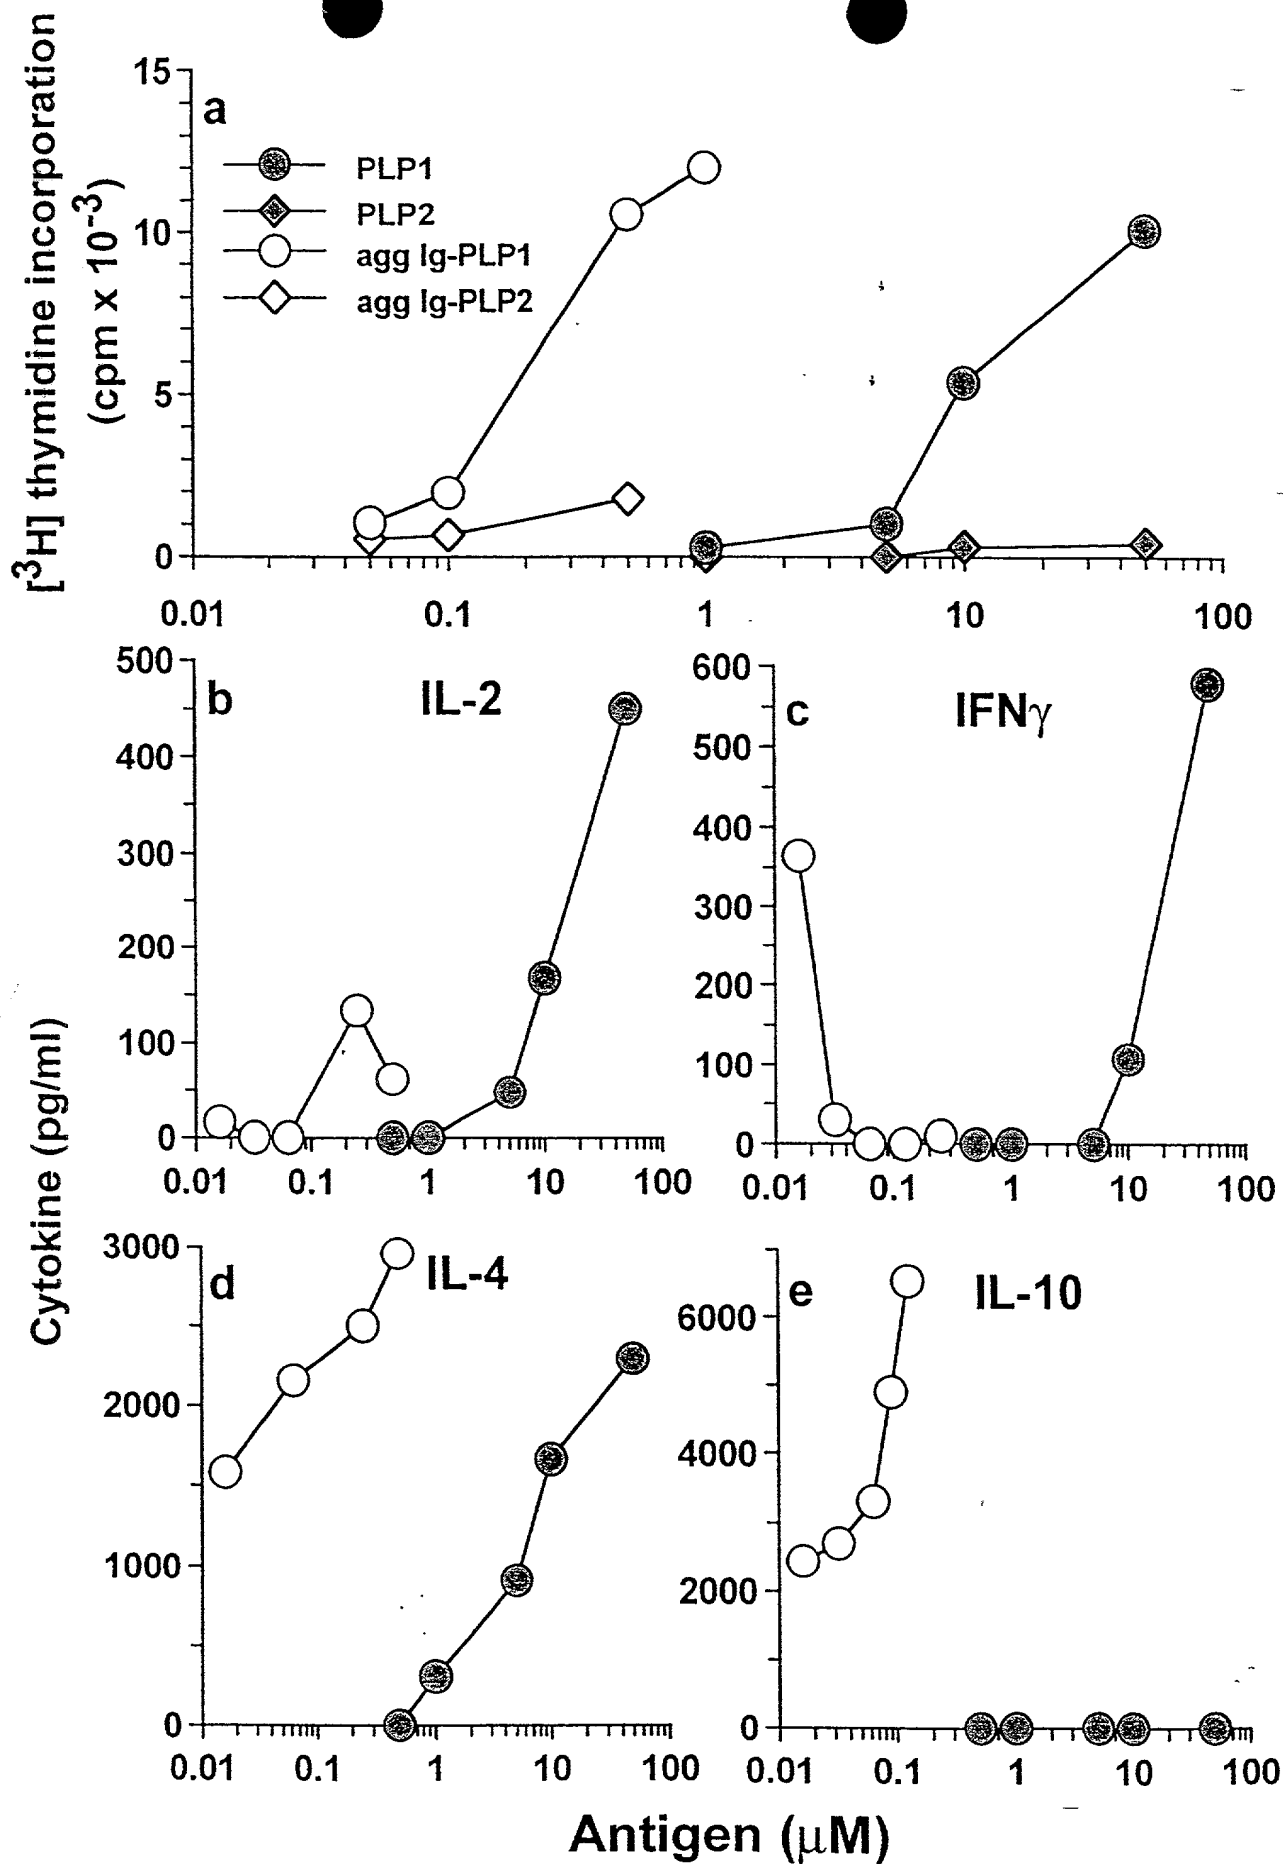 [³H] thymidine incorporation
(cpm x 10⁻³)
a
PLP1
PLP2
agg Ig-PLP1
agg Ig-PLP2
15
10
5
0
0.01 0.1 1 10 100
Cytokine (pg/ml)
b IL-2
500
400
300
200
100
0
0.01 0.1 1 10 100
c IFNγ
600
500
400
300
200
100
0
0.01 0.1 1 10 100
d IL-4
3000
2000
1000
0
0.01 0.1 1 10 100
e IL-10
6000
4000
2000
0
0.01 0.1 1 10 100
Antigen (μM)